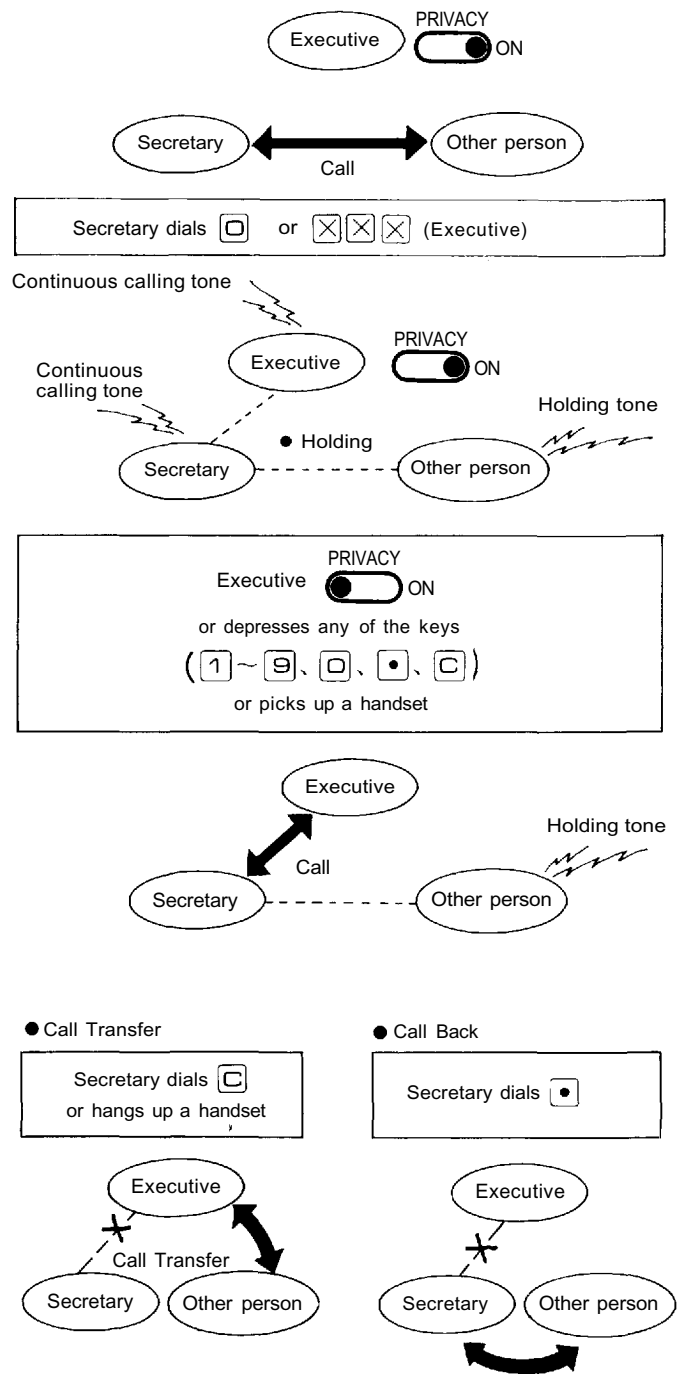 PRIVACY
Executive ON
Secretary Other person
Call
Secretary dials 0 or X X X (Executive)
Continuous calling tone
PRIVACY
Executive ON
Continuous
calling tone
Holding tone
● Holding
Secretary Other person
PRIVACY
Executive ON
or depresses any of the keys
(1~9、0、•、C)
or picks up a handset
Executive
Holding tone
Call
Secretary Other person
● Call Transfer
Secretary dials C
or hangs up a handset
Executive
Call Transfer
Secretary Other person
● Call Back
Secretary dials •
Executive
Secretary Other person